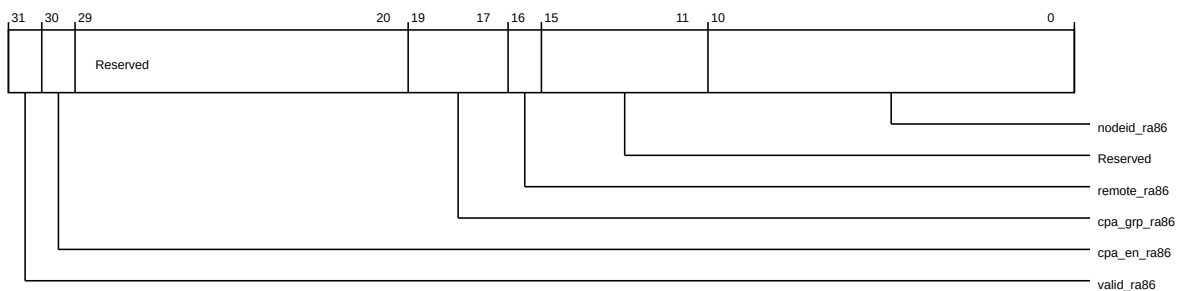 31 30 29 20 19 17 16 15 11 10 0
Reserved
nodeid_ra86
Reserved
remote_ra86
cpa_grp_ra86
cpa_en_ra86
valid_ra86